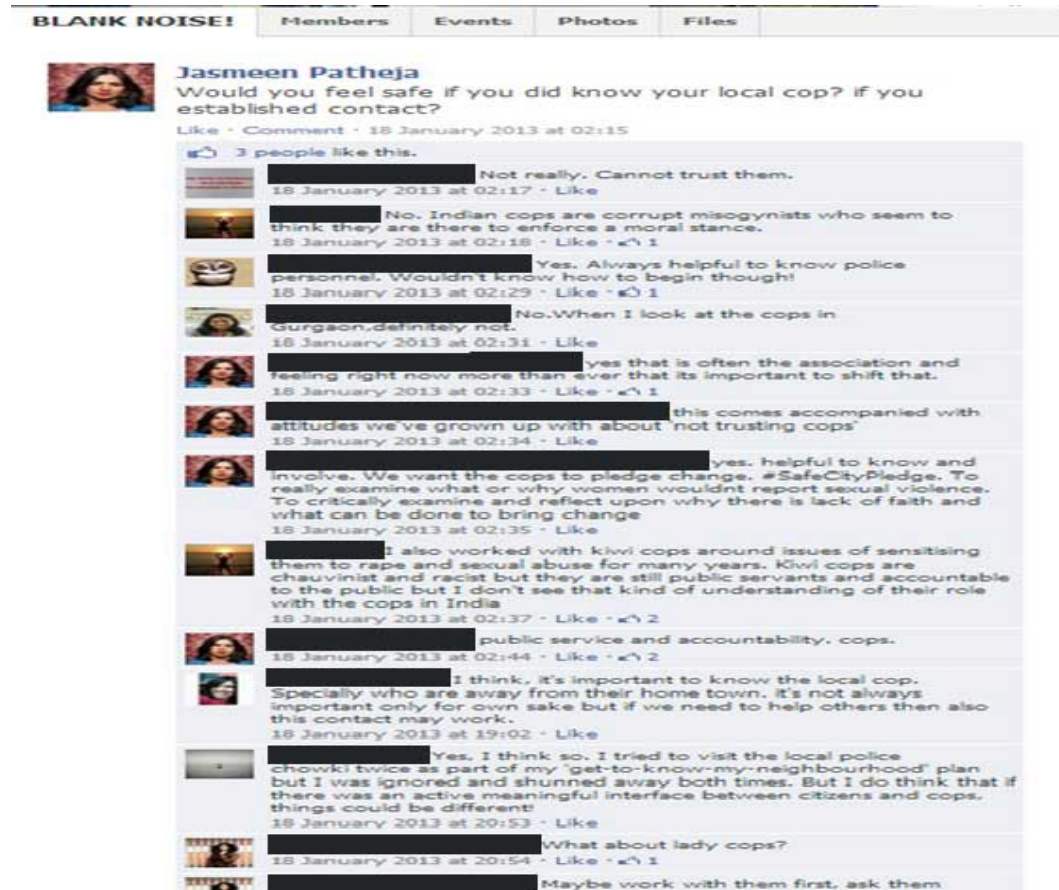 BLANK NOISE! Members Events Photos Files
Jasmeen Patheja
Would you feel safe if you did know your local cop? if you
established contact?
Like · Comment · 18 January 2013 at 02:15
3 people like this.
Not really. Cannot trust them.
18 January 2013 at 02:17 · Like
No. Indian cops are corrupt misogynists who seem to
think they are there to enforce a moral stance.
18 January 2013 at 02:18 · Like · 1
Yes. Always helpful to know police
personnel. Wouldn't know how to begin though!
18 January 2013 at 02:29 · Like · 1
No.When I look at the cops in
Gurgaon,definitely not.
18 January 2013 at 02:31 · Like
yes that is often the association and
feeling right now more than ever that its important to shift that.
18 January 2013 at 02:33 · Like · 1
this comes accompanied with
attitudes we've grown up with about 'not trusting cops'
18 January 2013 at 02:34 · Like
yes. helpful to know and
involve. We want the cops to pledge change. #SafeCityPledge. To
really examine what or why women wouldnt report sexual violence.
To critically examine and reflect upon why there is lack of faith and
what can be done to bring change
18 January 2013 at 02:35 · Like
I also worked with kiwi cops around issues of sensitising
them to rape and sexual abuse for many years. Kiwi cops are
chauvinist and racist but they are still public servants and accountable
to the public but I don't see that kind of understanding of their role
with the cops in India
18 January 2013 at 02:37 · Like · 2
public service and accountability. cops.
18 January 2013 at 02:44 · Like · 2
I think, it's important to know the local cop.
Specially who are away from their home town. it's not always
important only for own sake but if we need to help others then also
this contact may work.
18 January 2013 at 19:02 · Like
Yes, I think so. I tried to visit the local police
chowki twice as part of my 'get-to-know-my-neighbourhood' plan
but I was ignored and shunned away both times. But I do think that if
there was an active meaningful interface between citizens and cops,
things could be different!
18 January 2013 at 20:53 · Like
What about lady cops?
18 January 2013 at 20:54 · Like · 1
Maybe work with them first, ask them